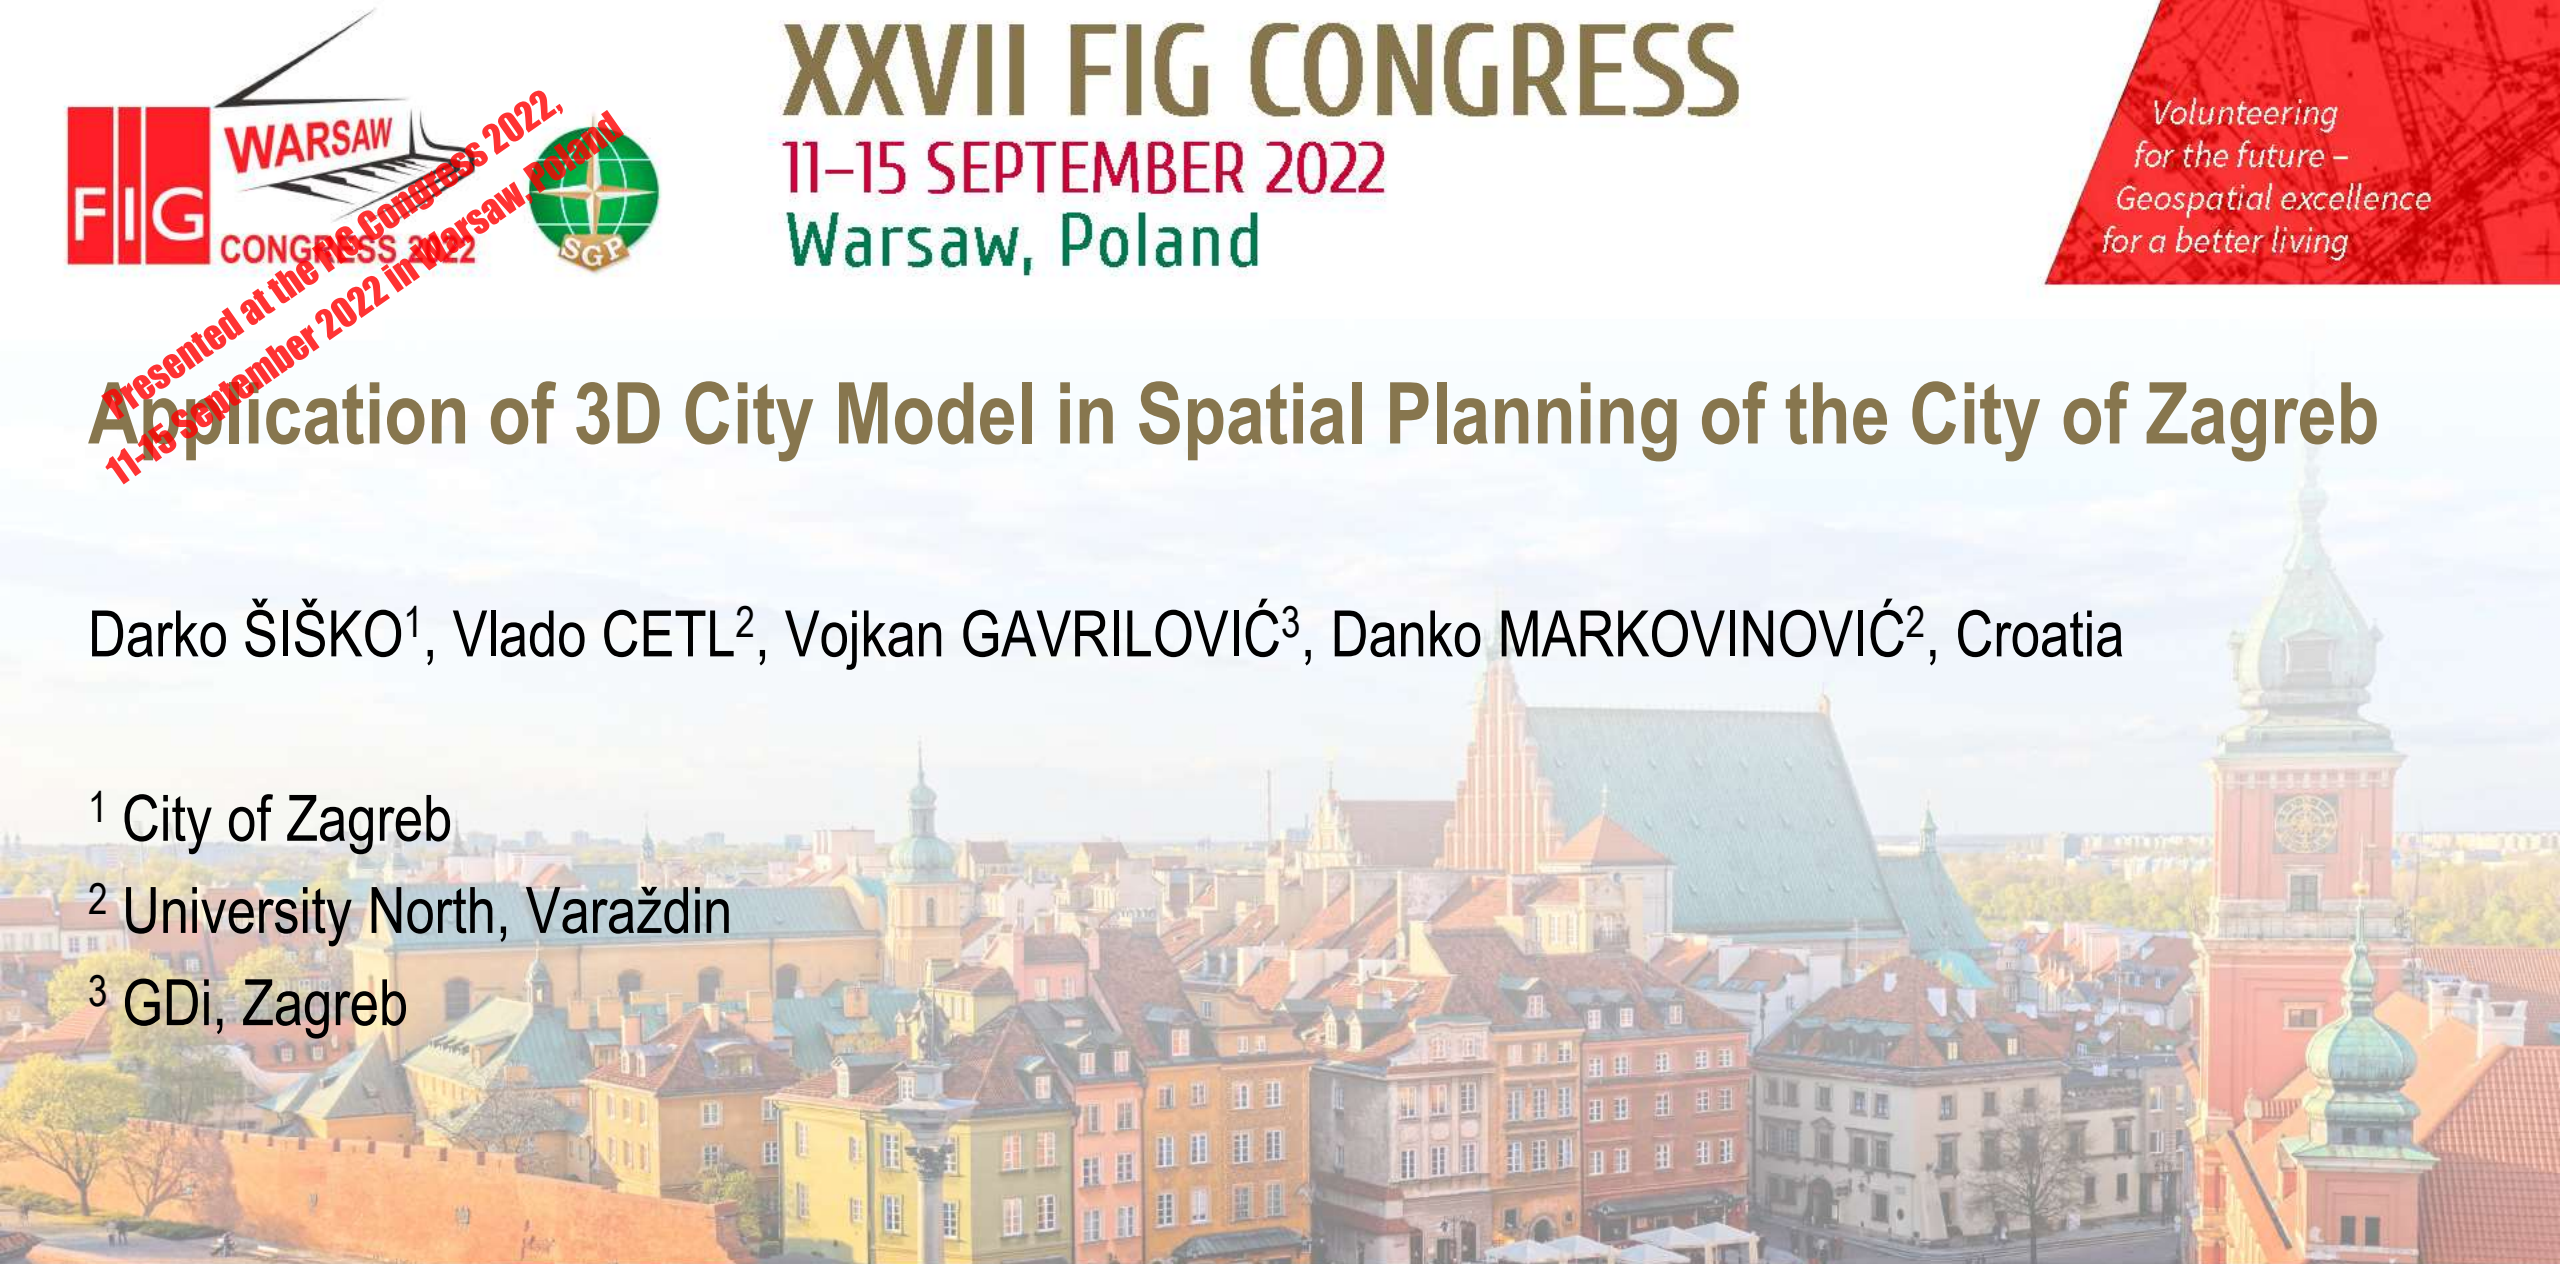 FIG
WARSAW
CONGRESS 2022
SGP
XXVII FIG CONGRESS
11–15 SEPTEMBER 2022
Warsaw, Poland
Volunteering
for the future –
Geospatial excellence
for a better living
Presented at the FIG Congress 2022,
11-15 September 2022 in Warsaw, Poland
Application of 3D City Model in Spatial Planning of the City of Zagreb
Darko ŠIŠKO¹, Vlado CETL², Vojkan GAVRILOVIĆ³, Danko MARKOVINOVIĆ², Croatia
¹ City of Zagreb
² University North, Varaždin
³ GDi, Zagreb